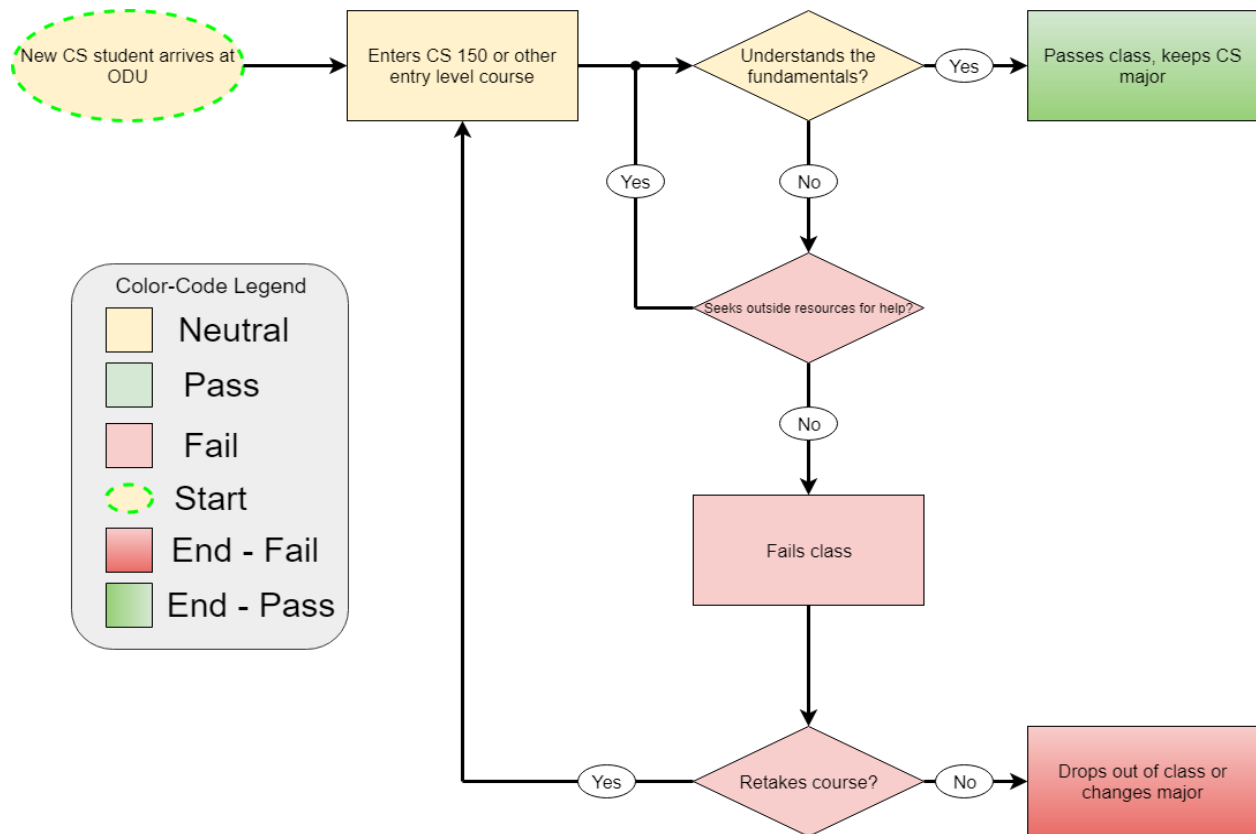 New CS student arrives at
ODU
Enters CS 150 or other
entry level course
Understands the
fundamentals?
Yes
Passes class, keeps CS
major
Yes
No
Seeks outside resources for help?
No
Fails class
Retakes course?
Yes
No
Drops out of class or
changes major
Color-Code Legend
Neutral
Pass
Fail
Start
End - Fail
End - Pass